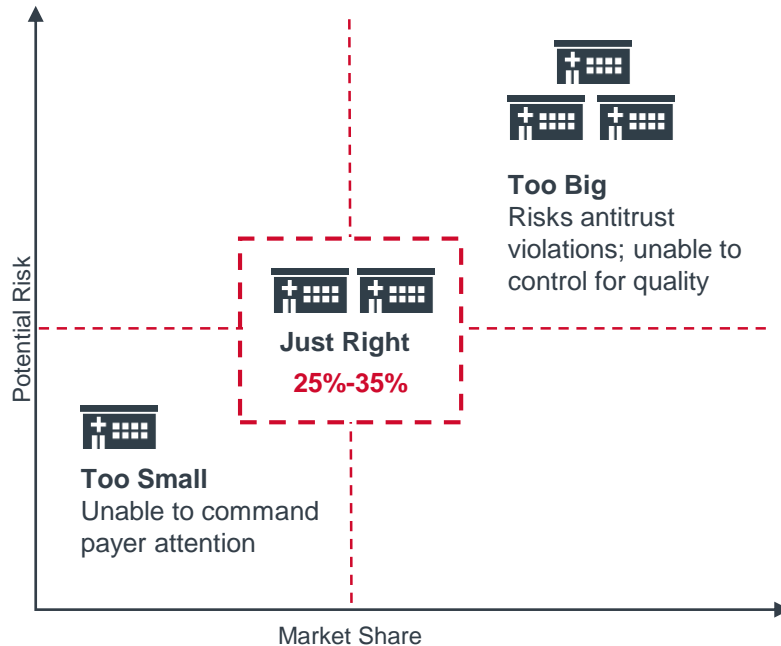 Too Big
Risks antitrust
violations; unable to
control for quality
Potential Risk
Just Right
25%-35%
Too Small
Unable to command
payer attention
Market Share